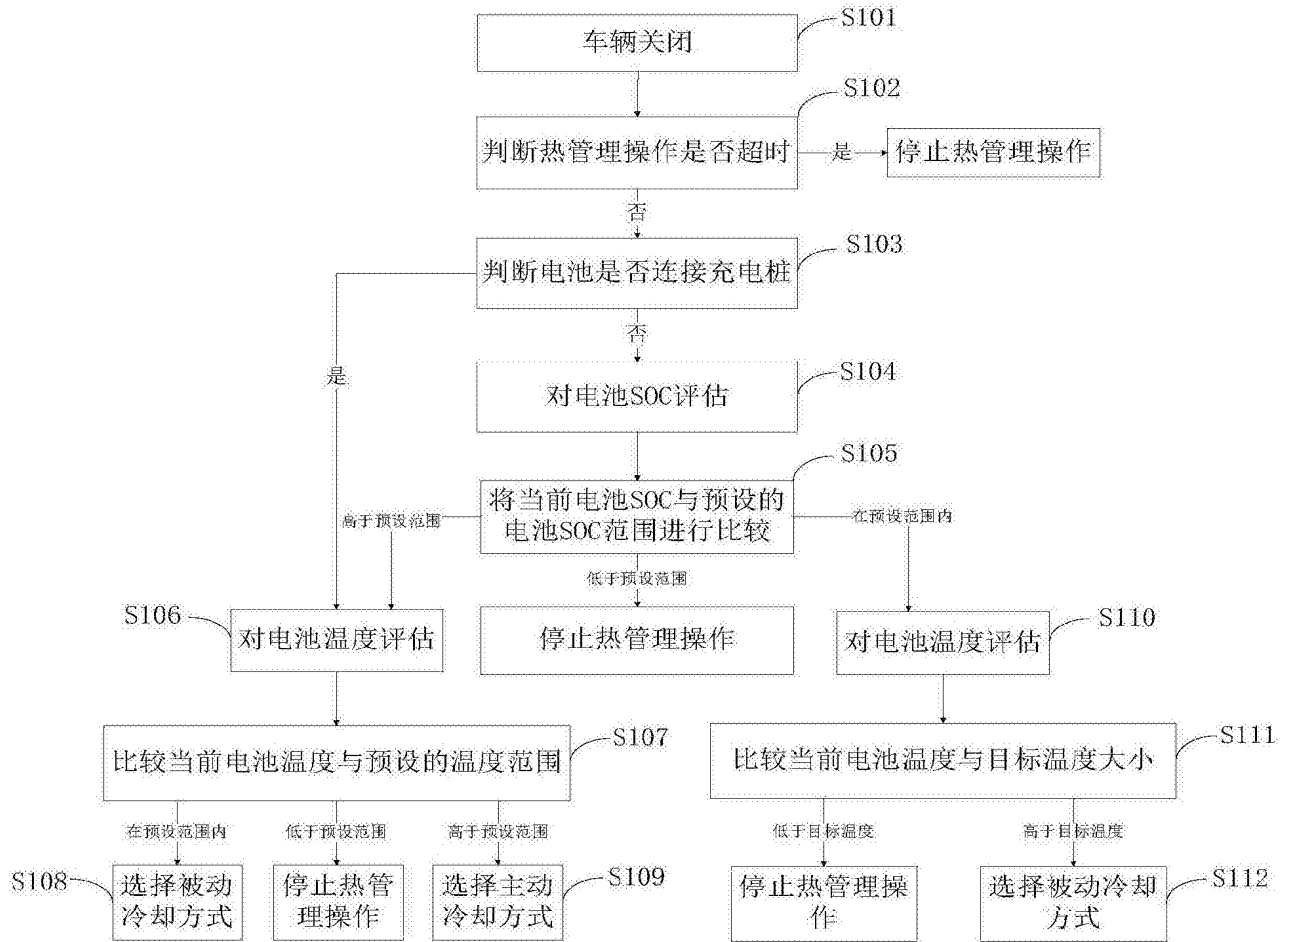 S101
车辆关闭
S102
判断热管理操作是否超时
是
停止热管理操作
否
S103
判断电池是否连接充电桩
是
否
S104
对电池SOC评估
S105
将当前电池SOC与预设的
电池SOC范围进行比较
高于预设范围
在预设范围内
低于预设范围
S106
对电池温度评估
停止热管理操作
S110
对电池温度评估
S107
比较当前电池温度与预设的温度范围
S111
比较当前电池温度与目标温度大小
在预设范围内
低于预设范围
高于预设范围
低于目标温度
高于目标温度
S108
选择被动
冷却方式
停止热管
理操作
选择主动
冷却方式
S109
停止热管理操
作
选择被动冷却
方式
S112